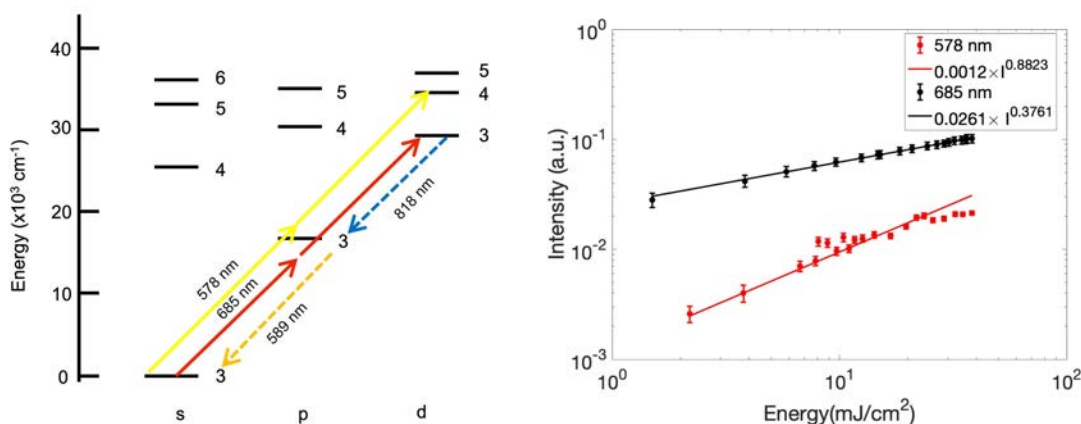 Energy (x10³ cm⁻¹)
40
30
20
10
0
6
5
4
5
4
3
5
4
3
3
578 nm
685 nm
589 nm
818 nm
s
p
d
Intensity (a.u.)
10⁰
10⁻¹
10⁻²
10⁻³
578 nm
0.0012×I^0.8823
685 nm
0.0261× I^0.3761
10⁰
10¹
10²
Energy(mJ/cm²)